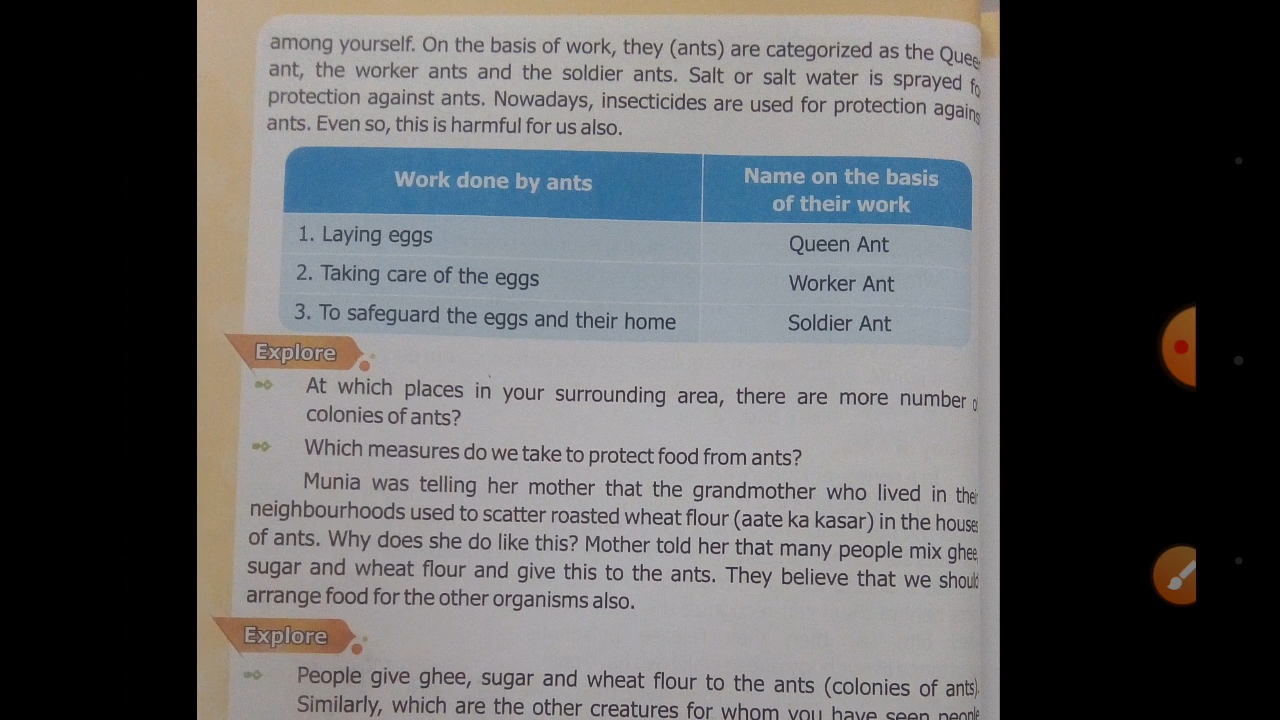 among yourself. On the basis of work, they (ants) are categorized as the Quee
ant, the worker ants and the soldier ants. Salt or salt water is sprayed fo
protection against ants. Nowadays, insecticides are used for protection agains
ants. Even so, this is harmful for us also.
Work done by ants
Name on the basis
of their work
1. Laying eggs
Queen Ant
2. Taking care of the eggs
Worker Ant
3. To safeguard the eggs and their home
Soldier Ant
Explore
At which places in your surrounding area, there are more number
colonies of ants?
Which measures do we take to protect food from ants?
Munia was telling her mother that the grandmother who lived in
neighbourhoods used to scatter roasted wheat flour (aate ka kasar) in the houses
of ants. Why does she do like this? Mother told her that many people mix ghee,
sugar and wheat flour and give this to the ants. They believe that we should
arrange food for the other organisms also.
Explore
People give ghee, sugar and wheat flour to the ants (colonies of ants).
Similarly, which are the other creatures for whom you have seen people